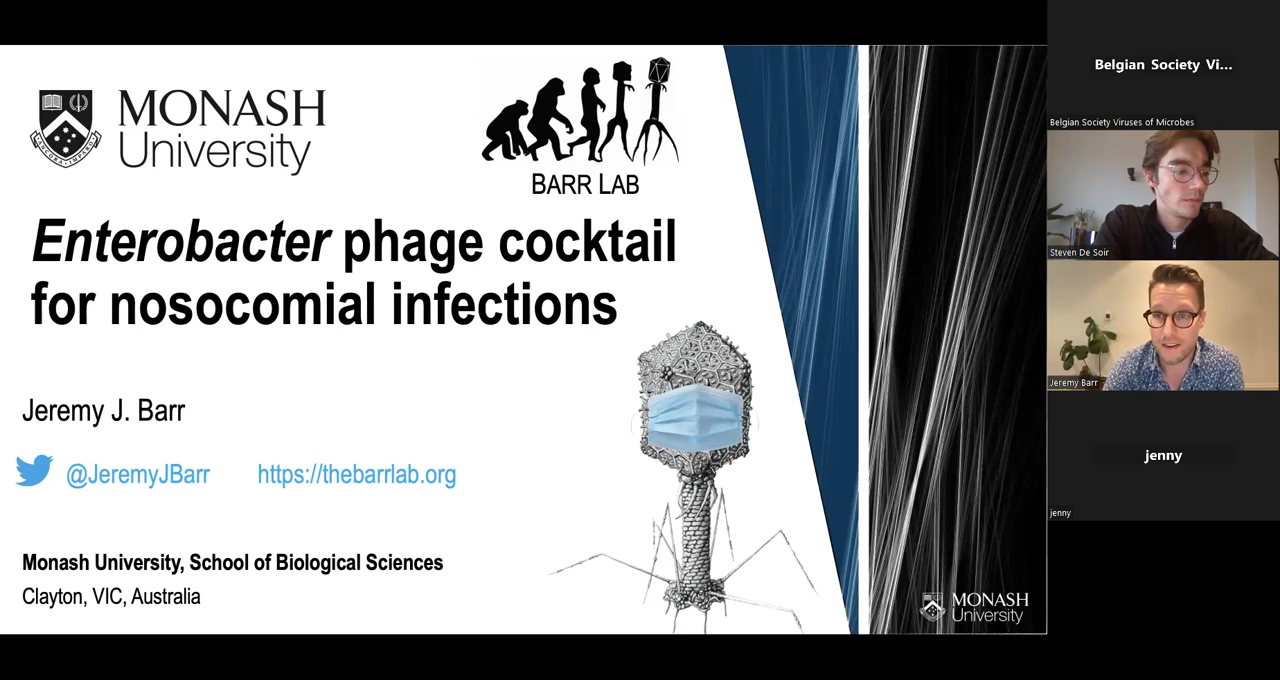 MONASH
University
BARR LAB
Enterobacter phage cocktail
for nosocomial infections
Jeremy J. Barr
@JeremyJBarr https://thebarrlab.org
Monash University, School of Biological Sciences
Clayton, VIC, Australia
MONASH
University
Belgian Society Vi...
Belgian Society Viruses of Microbes
Steven De Soir
Jeremy Barr
jenny
jenny